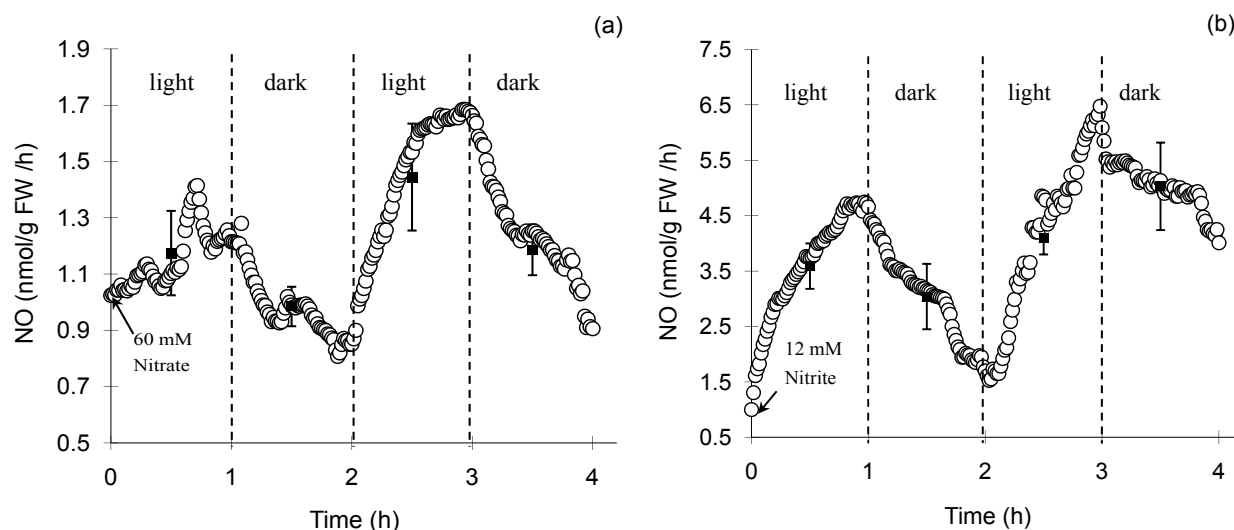 (a)
NO (nmol/g FW /h)
1.9
1.7
1.5
1.3
1.1
0.9
0.7
0.5
light
dark
light
dark
60 mM
Nitrate
0
1
2
3
4
Time (h)
(b)
NO (nmol/g FW /h)
7.5
6.5
5.5
4.5
3.5
2.5
1.5
0.5
light
dark
light
dark
12 mM
Nitrite
0
1
2
3
4
Time (h)